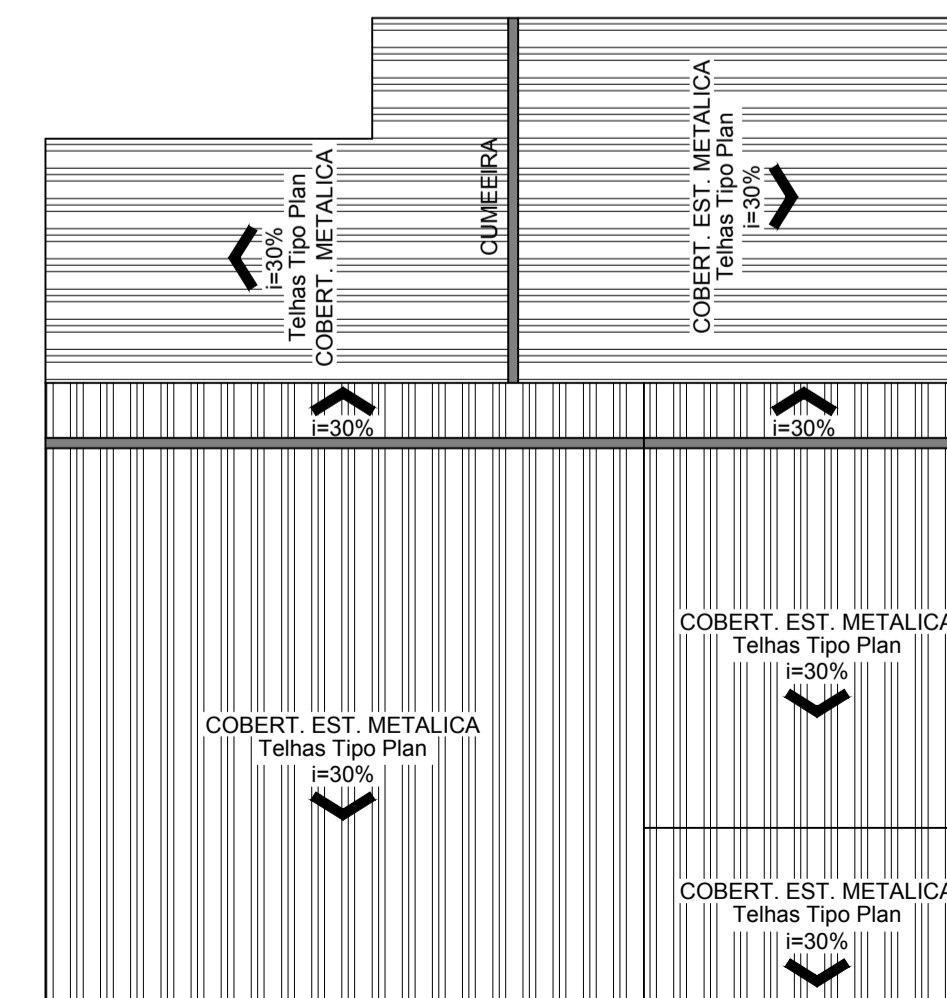 COBERT. METALICA
Telhas Tipo Plan
i=30%
CUMEEIRA
COBERT. EST. METALICA
Telhas Tipo Plan
i=30%
i=30%
i=30%
COBERT. EST. METALICA
Telhas Tipo Plan
i=30%
COBERT. EST. METALICA
Telhas Tipo Plan
i=30%
COBERT. EST. METALICA
Telhas Tipo Plan
i=30%